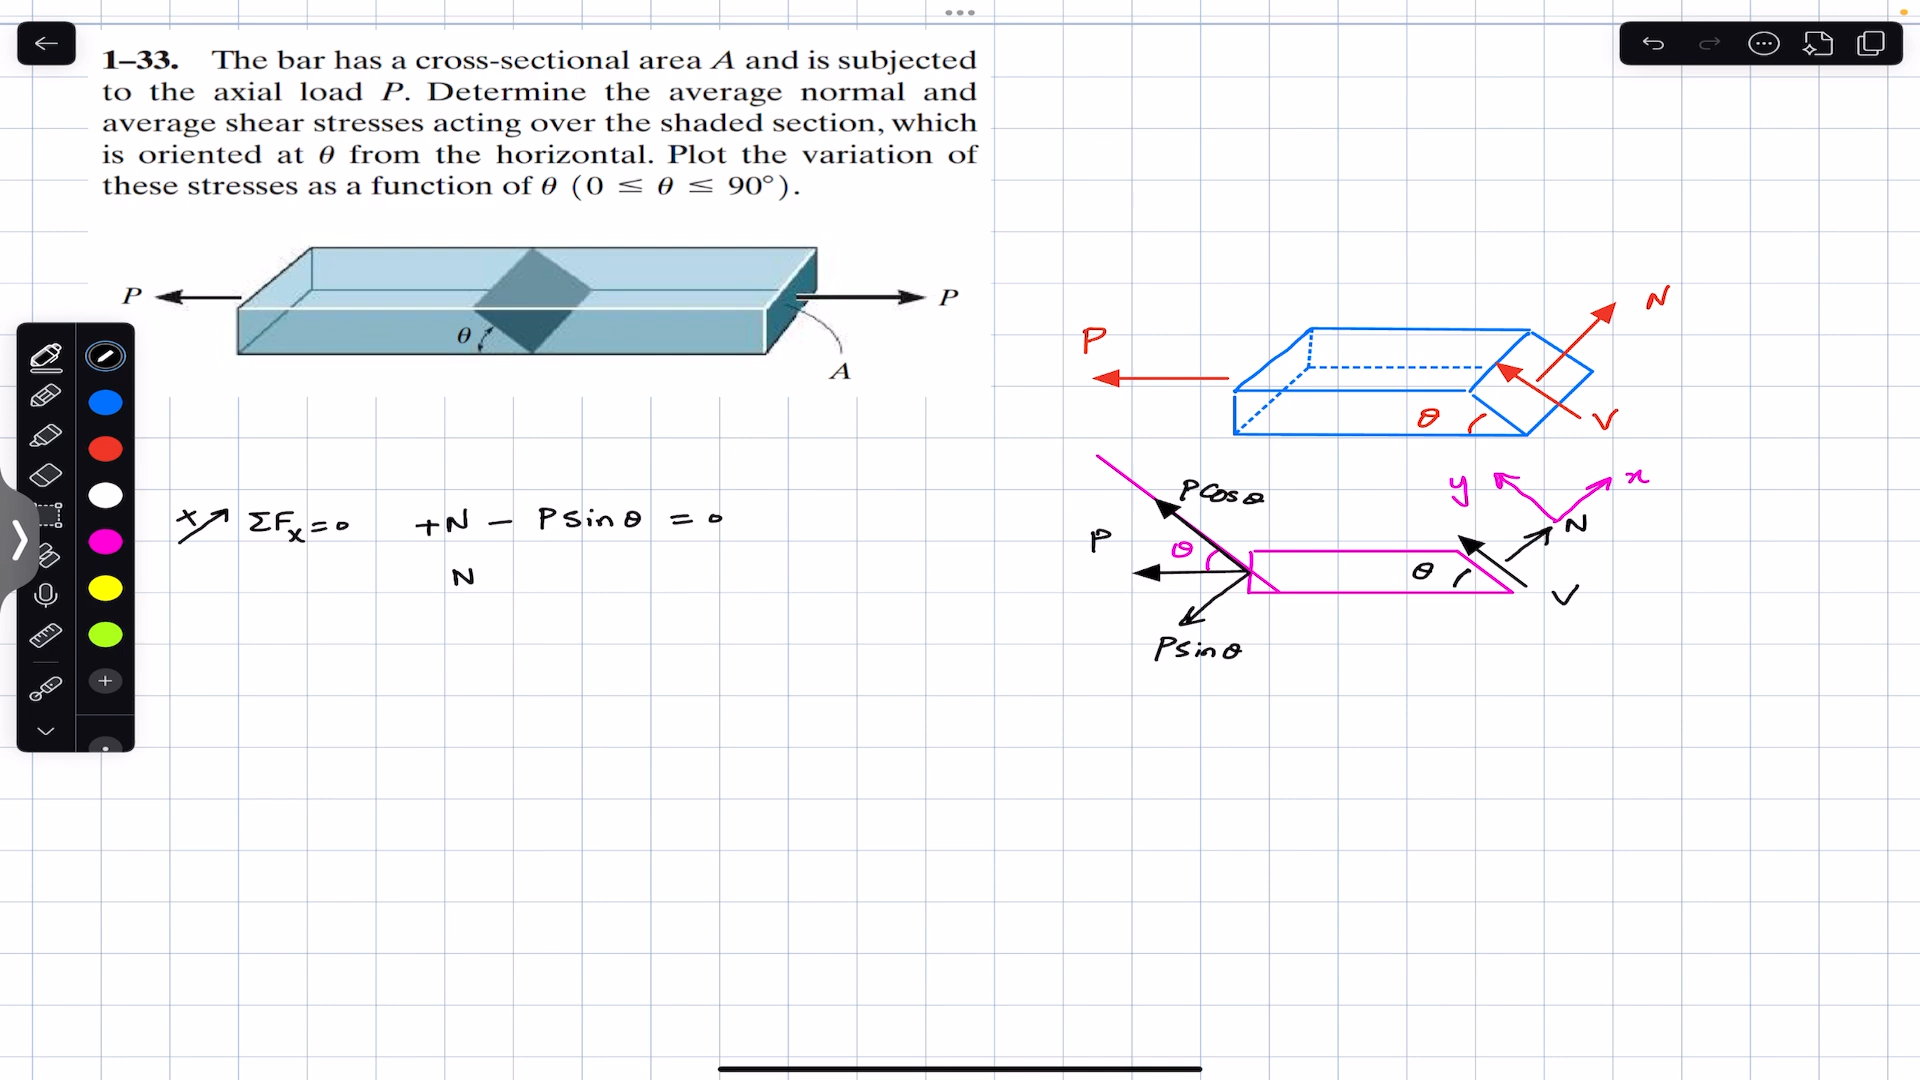 1–33. The bar has a cross-sectional area A and is subjected
to the axial load P. Determine the average normal and
average shear stresses acting over the shaded section, which
is oriented at θ from the horizontal. Plot the variation of
these stresses as a function of θ (0 ≤ θ ≤ 90°).
P
P
θ
A
P
N
V
θ
y
x
P cos θ
P
θ
θ
N
V
P sin θ
x ΣFx = 0 +N − P sin θ = 0
N